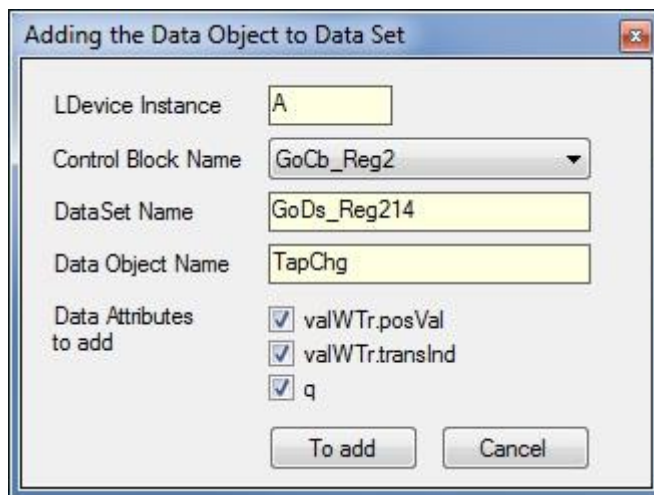 Adding the Data Object to Data Set
LDevice Instance A
Control Block Name GoCb_Reg2
DataSet Name GoDs_Reg214
Data Object Name TapChg
Data Attributes
to add
valWTr.posVal
valWTr.transInd
q
To add Cancel